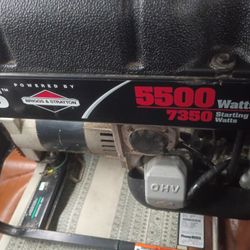 POWERED BY
BRIGGS & STRATTON
5500 Watts
7350 Starting
Watts
OHV